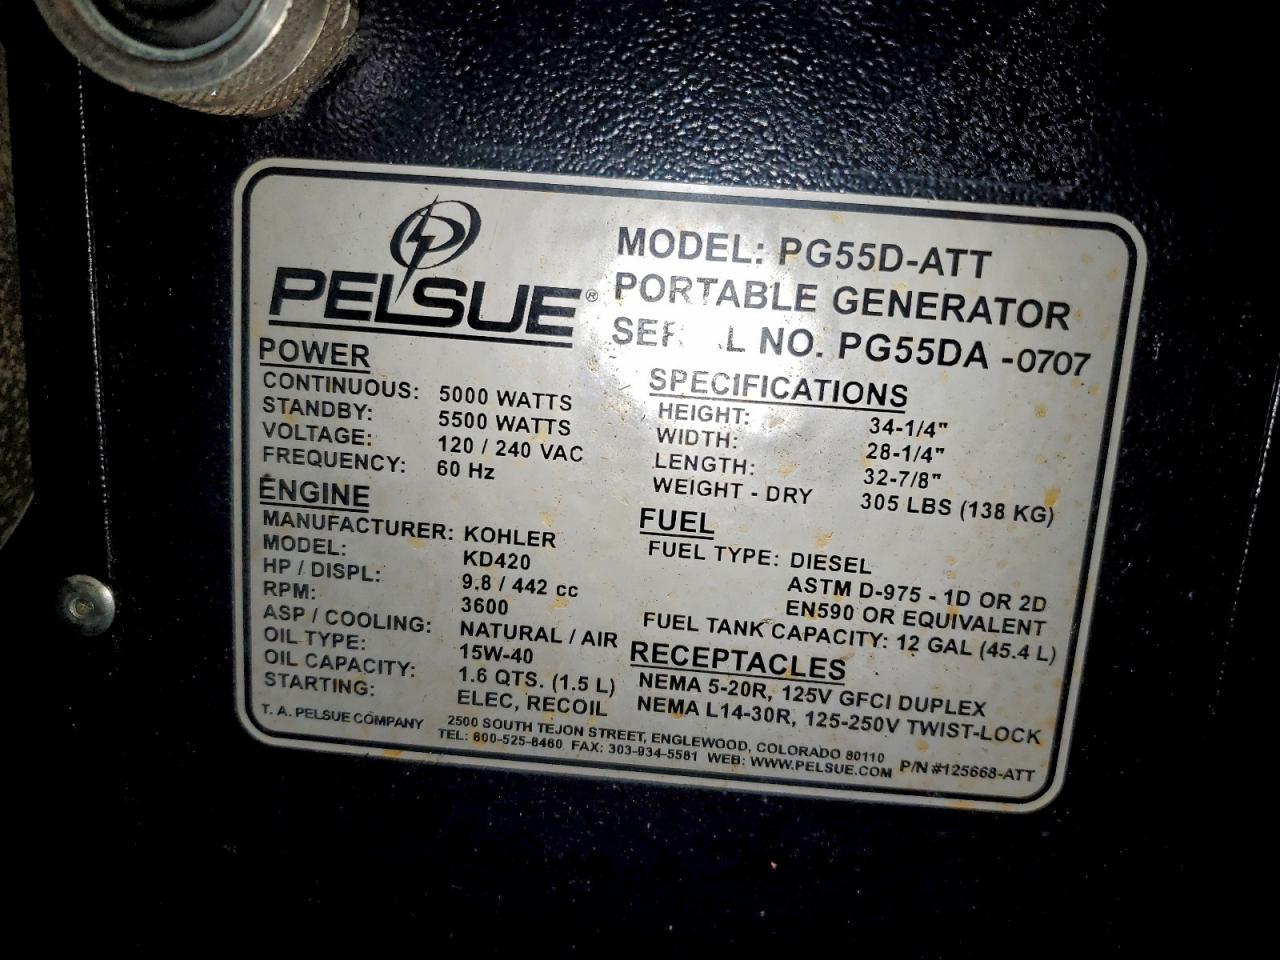 PELSUE®
MODEL: PG55D-ATT
PORTABLE GENERATOR
SERIAL NO. PG55DA -0707
POWER
CONTINUOUS: 5000 WATTS
STANDBY: 5500 WATTS
VOLTAGE: 120 / 240 VAC
FREQUENCY: 60 Hz
ENGINE
MANUFACTURER: KOHLER
MODEL: KD420
HP / DISPL: 9.8 / 442 cc
RPM: 3600
ASP / COOLING: NATURAL / AIR
OIL TYPE: 15W-40
OIL CAPACITY: 1.6 QTS. (1.5 L)
STARTING: ELEC, RECOIL
SPECIFICATIONS
HEIGHT: 34-1/4"
WIDTH: 28-1/4"
LENGTH: 32-7/8"
WEIGHT - DRY 305 LBS (138 KG)
FUEL
FUEL TYPE: DIESEL
ASTM D-975 - 1D OR 2D
EN590 OR EQUIVALENT
FUEL TANK CAPACITY: 12 GAL (45.4 L)
RECEPTACLES
NEMA 5-20R, 125V GFCI DUPLEX
NEMA L14-30R, 125-250V TWIST-LOCK
T. A. PELSUE COMPANY 2500 SOUTH TEJON STREET, ENGLEWOOD, COLORADO 80110
TEL: 800-525-8460 FAX: 303-934-5581 WEB: WWW.PELSUE.COM P/N #125668-ATT